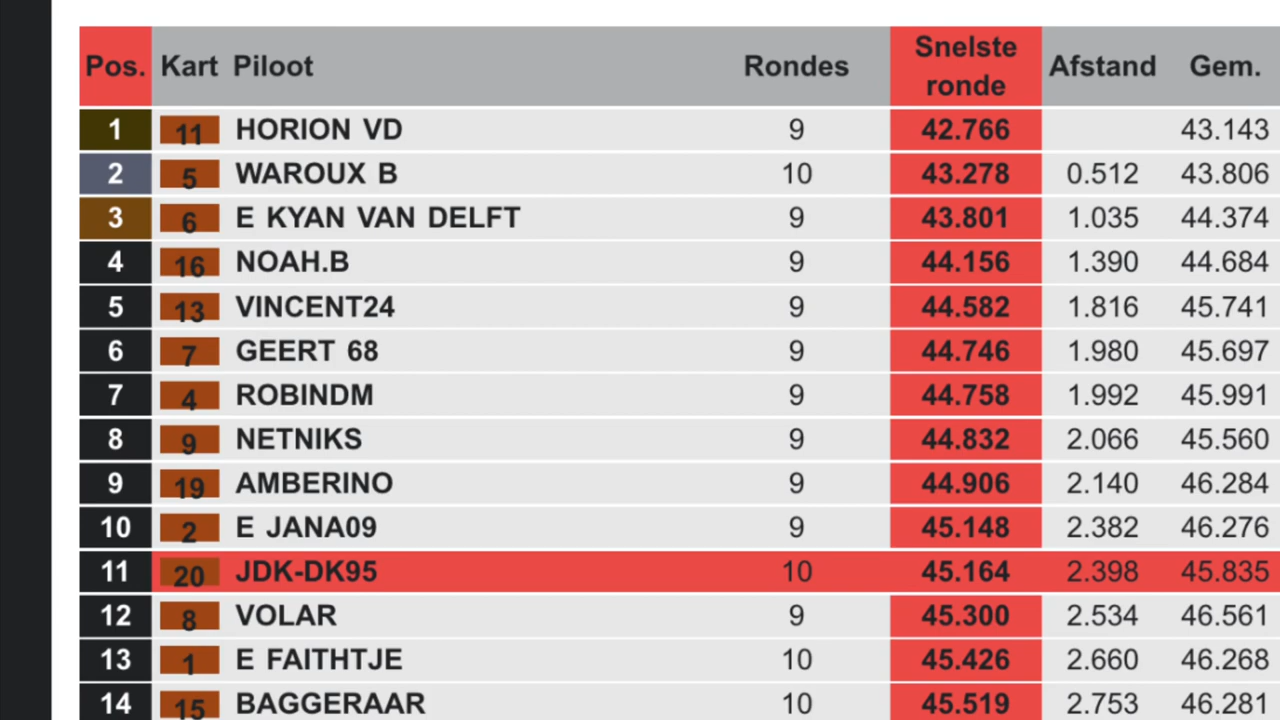 Pos. Kart Piloot Rondes Snelste ronde Afstand Gem.
1 11 HORION VD 9 42.766 43.143
2 5 WAROUX B 10 43.278 0.512 43.806
3 6 E KYAN VAN DELFT 9 43.801 1.035 44.374
4 16 NOAH.B 9 44.156 1.390 44.684
5 13 VINCENT24 9 44.582 1.816 45.741
6 7 GEERT 68 9 44.746 1.980 45.697
7 4 ROBINDM 9 44.758 1.992 45.991
8 9 NETNIKS 9 44.832 2.066 45.560
9 19 AMBERINO 9 44.906 2.140 46.284
10 2 E JANA09 9 45.148 2.382 46.276
11 20 JDK-DK95 10 45.164 2.398 45.835
12 8 VOLAR 9 45.300 2.534 46.561
13 1 E FAITHTJE 10 45.426 2.660 46.268
14 15 BAGGERAAR 10 45.519 2.753 46.281